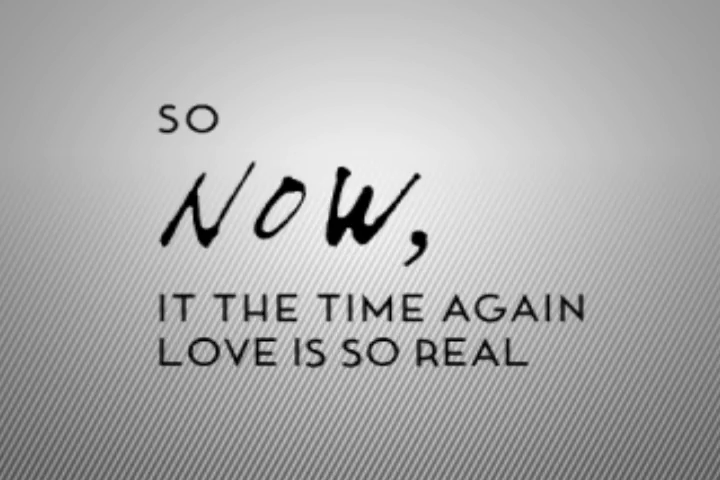 SO
NOW,
IT THE TIME AGAIN
LOVE IS SO REAL